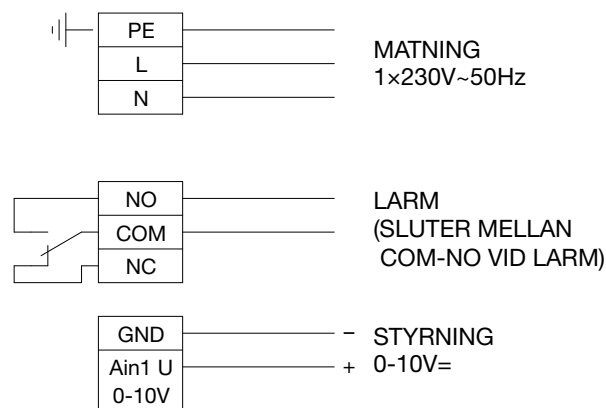 PE
L
N
MATNING
1×230V~50Hz
NO
COM
NC
LARM
(SLUTER MELLAN
COM-NO VID LARM)
GND
Ain1 U
0-10V
− STYRNING
+ 0-10V=